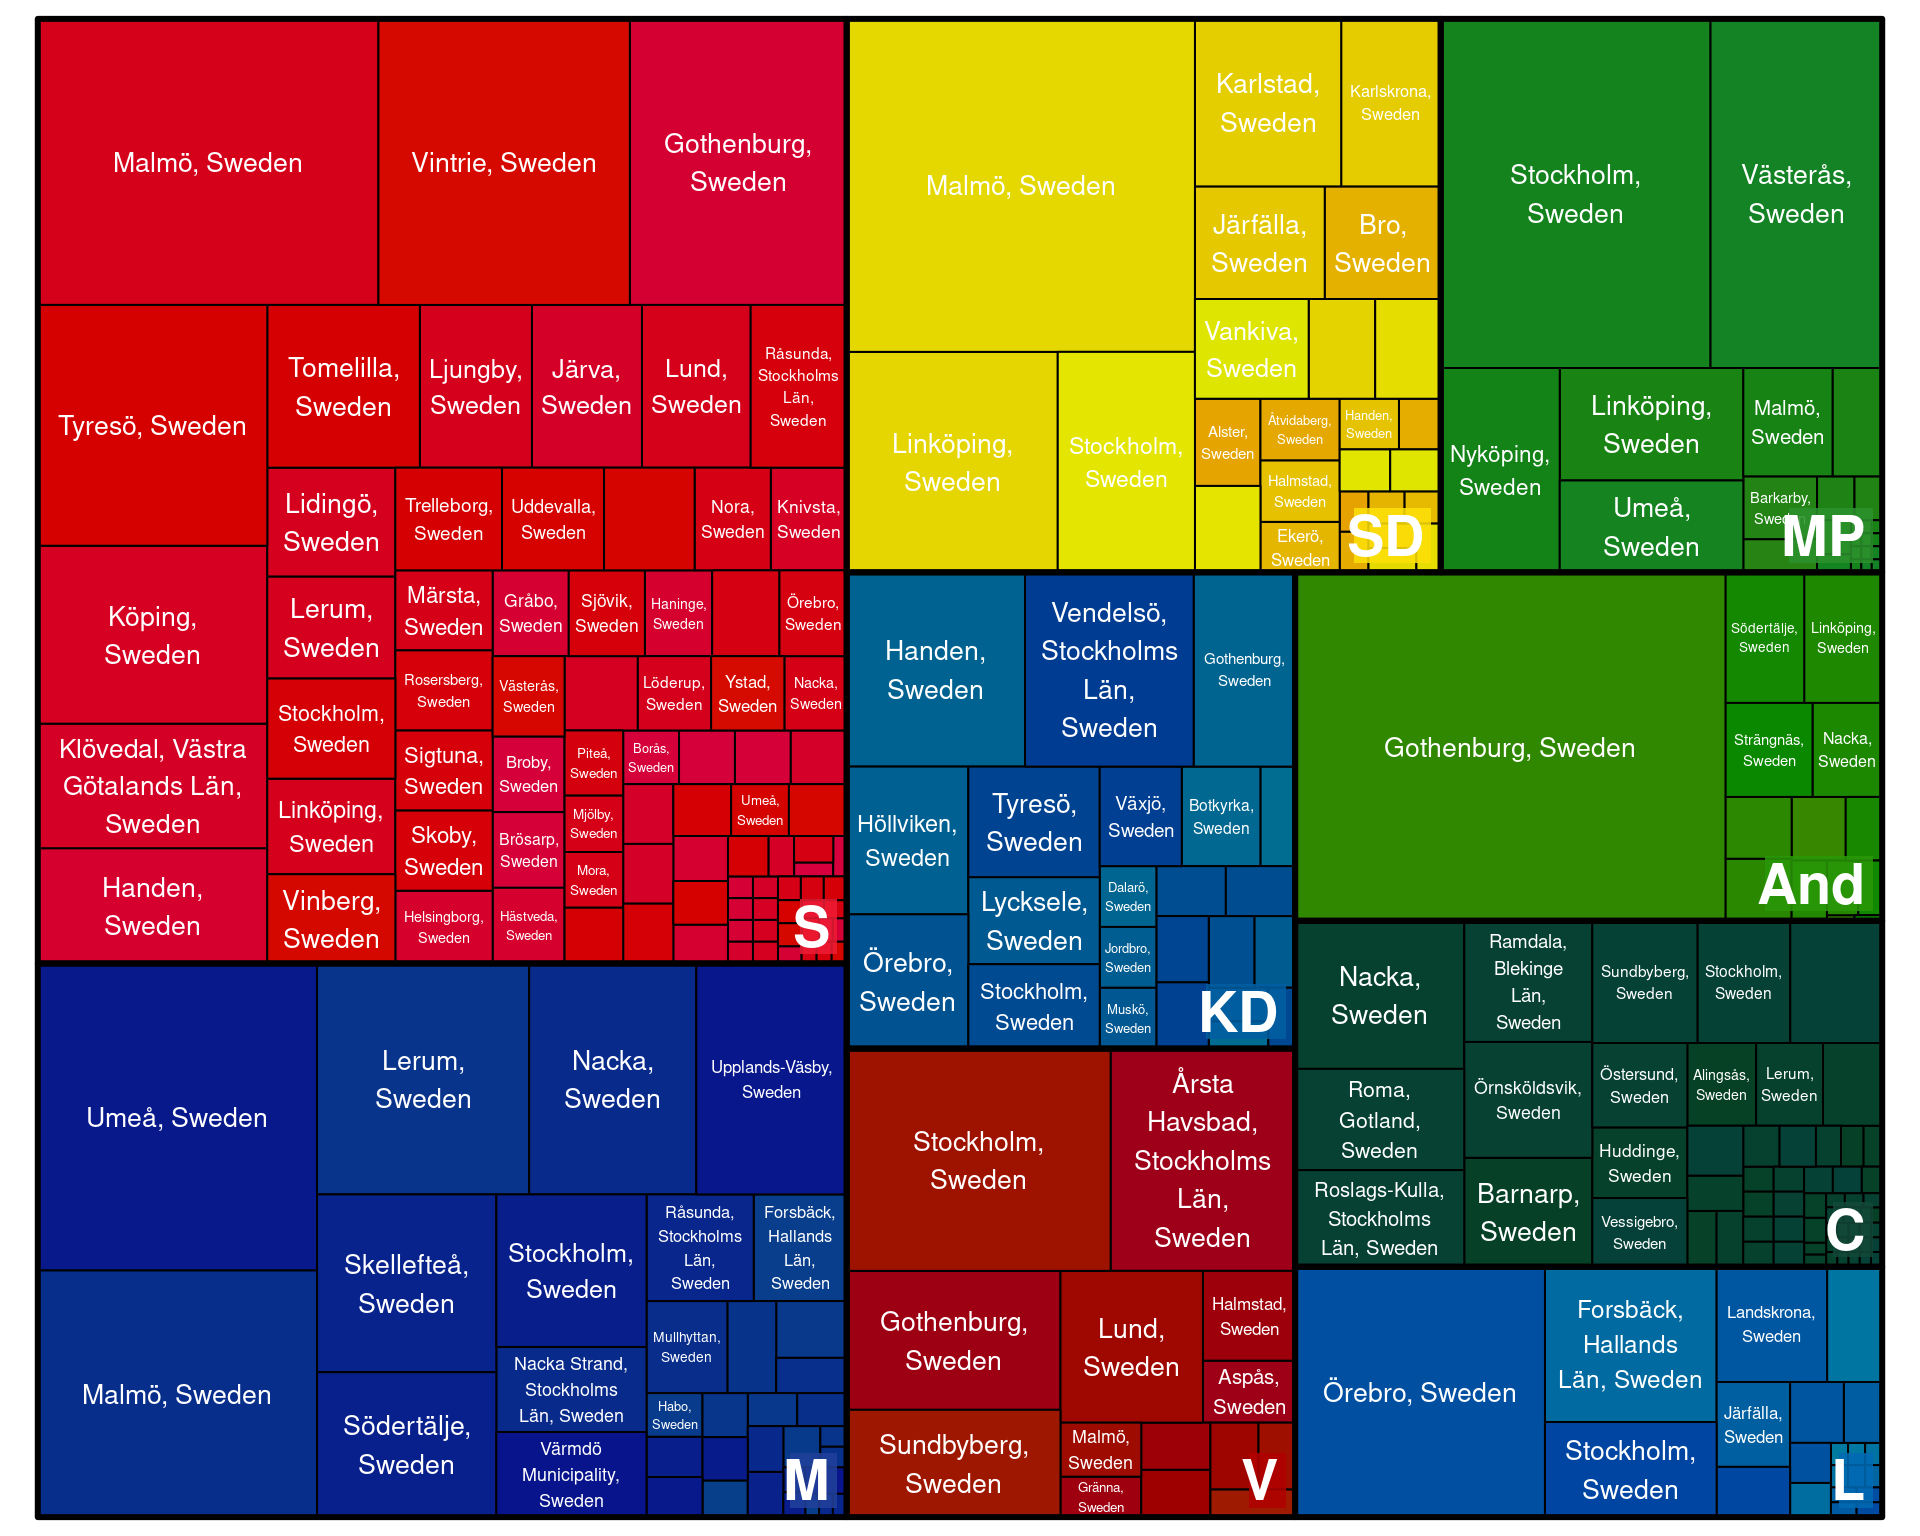 Malmö, Sweden
Vintrie, Sweden
Gothenburg,
Sweden
Tyresö, Sweden
Tomelilla,
Sweden
Ljungby,
Sweden
Järva,
Sweden
Lund,
Sweden
Råsunda,
Stockholms
Län,
Sweden
Lidingö,
Sweden
Trelleborg,
Sweden
Uddevalla,
Sweden
Nora,
Sweden
Knivsta,
Sweden
Köping,
Sweden
Lerum,
Sweden
Märsta,
Sweden
Gråbo,
Sweden
Sjövik,
Sweden
Haninge,
Sweden
Örebro,
Sweden
Rosersberg,
Sweden
Västerås,
Sweden
Löderup,
Sweden
Ystad,
Sweden
Nacka,
Sweden
Stockholm,
Sweden
Klövedal, Västra
Götalands Län,
Sweden
Sigtuna,
Sweden
Broby,
Sweden
Piteå,
Sweden
Borås,
Sweden
Linköping,
Sweden
Skoby,
Sweden
Brösarp,
Sweden
Mjölby,
Sweden
Umeå,
Sweden
Handen,
Sweden
Vinberg,
Sweden
Helsingborg,
Sweden
Hästveda,
Sweden
Mora,
Sweden
S
Malmö, Sweden
Karlstad,
Sweden
Karlskrona,
Sweden
Järfälla,
Sweden
Bro,
Sweden
Vankiva,
Sweden
Linköping,
Sweden
Stockholm,
Sweden
Alster,
Sweden
Åtvidaberg,
Sweden
Handen,
Sweden
Halmstad,
Sweden
Ekerö,
Sweden
SD
Stockholm,
Sweden
Västerås,
Sweden
Nyköping,
Sweden
Linköping,
Sweden
Malmö,
Sweden
Umeå,
Sweden
Barkarby,
Sweden
MP
Handen,
Sweden
Vendelsö,
Stockholms
Län,
Sweden
Gothenburg,
Sweden
Höllviken,
Sweden
Tyresö,
Sweden
Växjö,
Sweden
Botkyrka,
Sweden
Lycksele,
Sweden
Dalarö,
Sweden
Örebro,
Sweden
Stockholm,
Sweden
Jordbro,
Sweden
Muskö,
Sweden
KD
Gothenburg, Sweden
Södertälje,
Sweden
Linköping,
Sweden
Strängnäs,
Sweden
Nacka,
Sweden
And
Nacka,
Sweden
Ramdala,
Blekinge
Län,
Sweden
Sundbyberg,
Sweden
Stockholm,
Sweden
Roma,
Gotland,
Sweden
Örnsköldsvik,
Sweden
Östersund,
Sweden
Alingsås,
Sweden
Lerum,
Sweden
Huddinge,
Sweden
Roslags-Kulla,
Stockholms
Län, Sweden
Barnarp,
Sweden
Vessigebro,
Sweden
C
Umeå, Sweden
Lerum,
Sweden
Nacka,
Sweden
Upplands-Väsby,
Sweden
Malmö, Sweden
Skellefteå,
Sweden
Stockholm,
Sweden
Råsunda,
Stockholms
Län,
Sweden
Forsbäck,
Hallands
Län,
Sweden
Mullhyttan,
Sweden
Nacka Strand,
Stockholms
Län, Sweden
Habo,
Sweden
Södertälje,
Sweden
Värmdö
Municipality,
Sweden
M
Stockholm,
Sweden
Årsta
Havsbad,
Stockholms
Län,
Sweden
Gothenburg,
Sweden
Lund,
Sweden
Halmstad,
Sweden
Aspås,
Sweden
Sundbyberg,
Sweden
Malmö,
Sweden
Gränna,
Sweden
V
Örebro, Sweden
Forsbäck,
Hallands
Län, Sweden
Landskrona,
Sweden
Järfälla,
Sweden
Stockholm,
Sweden
L